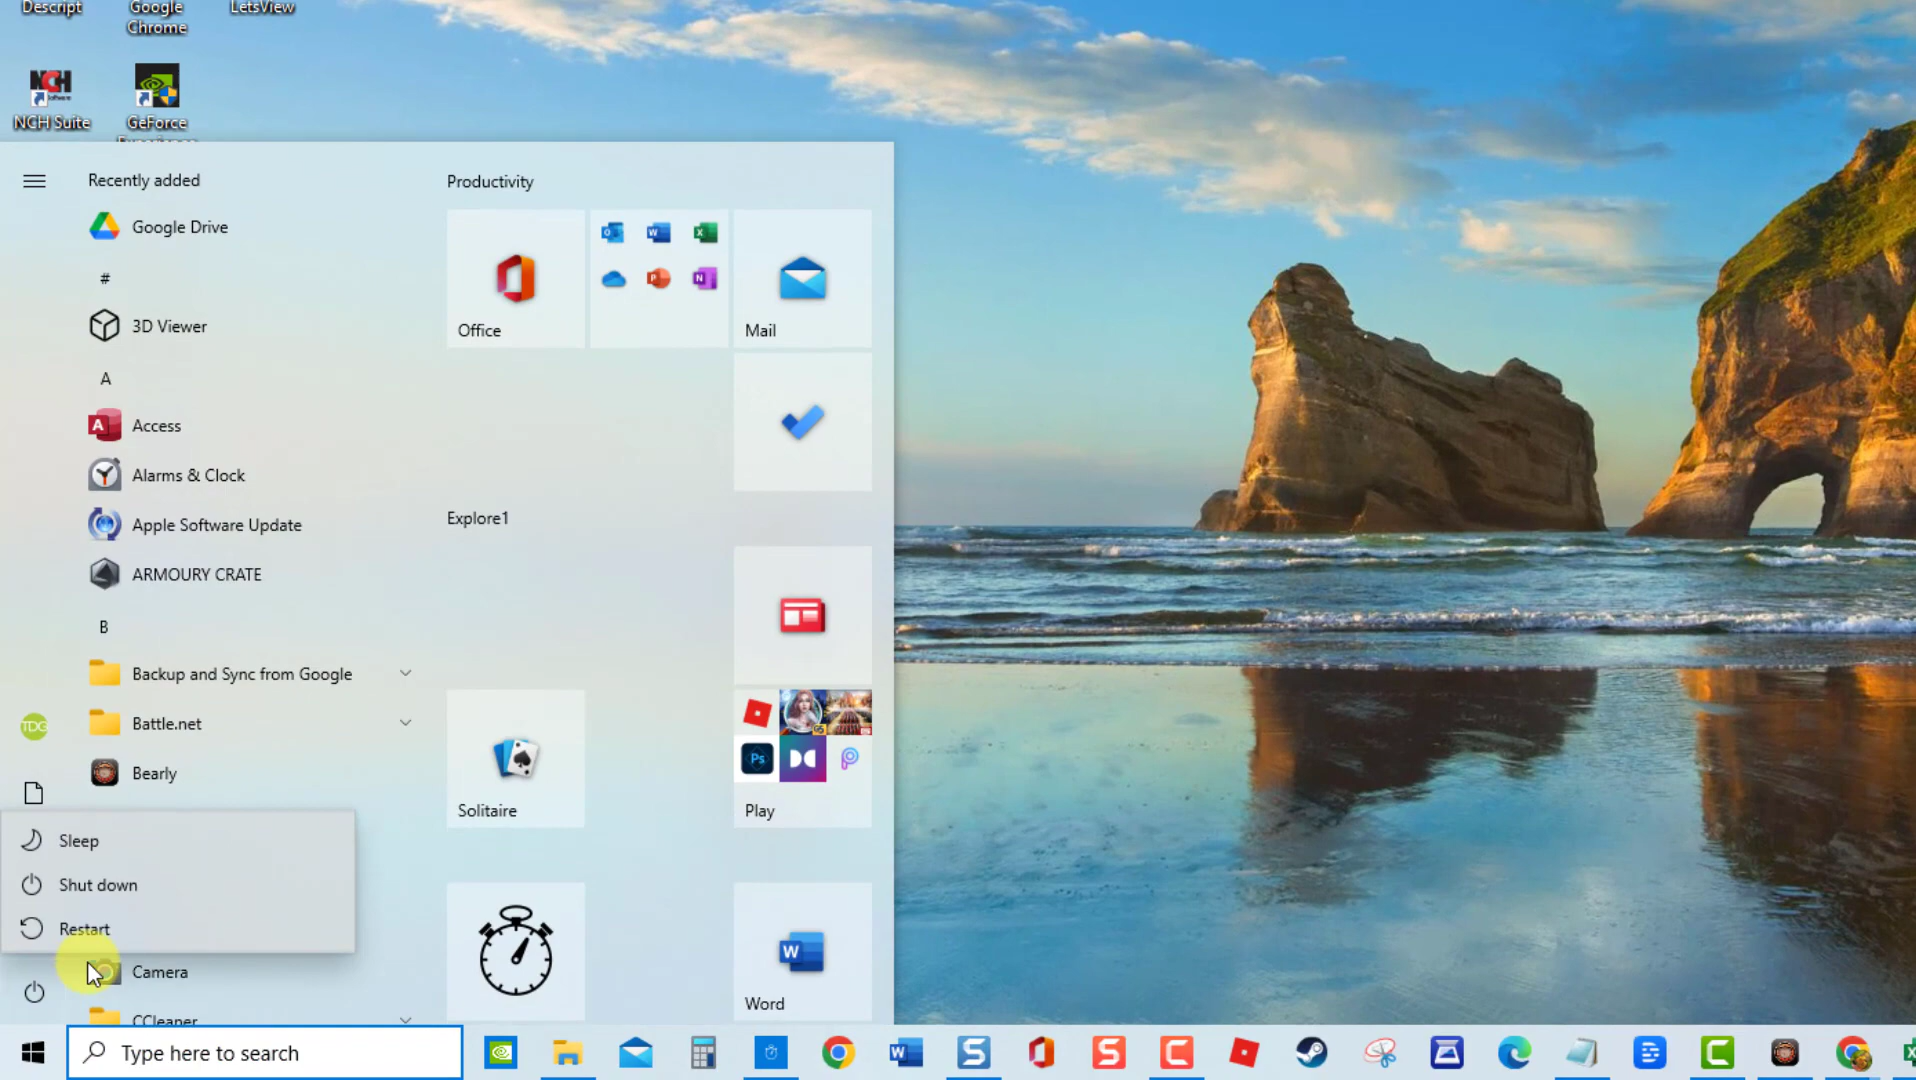 Descript
Google
Chrome
LetsView
NCH Suite
GeForce
Experience
Recently added
Google Drive
#
3D Viewer
A
Access
Alarms & Clock
Apple Software Update
ARMOURY CRATE
B
Backup and Sync from Google
Battle.net
Bearly
TDG
Sleep
Shut down
Restart
Camera
CCleaner
Productivity
Office
Mail
Explore1
Solitaire
Play
Word
Type here to search